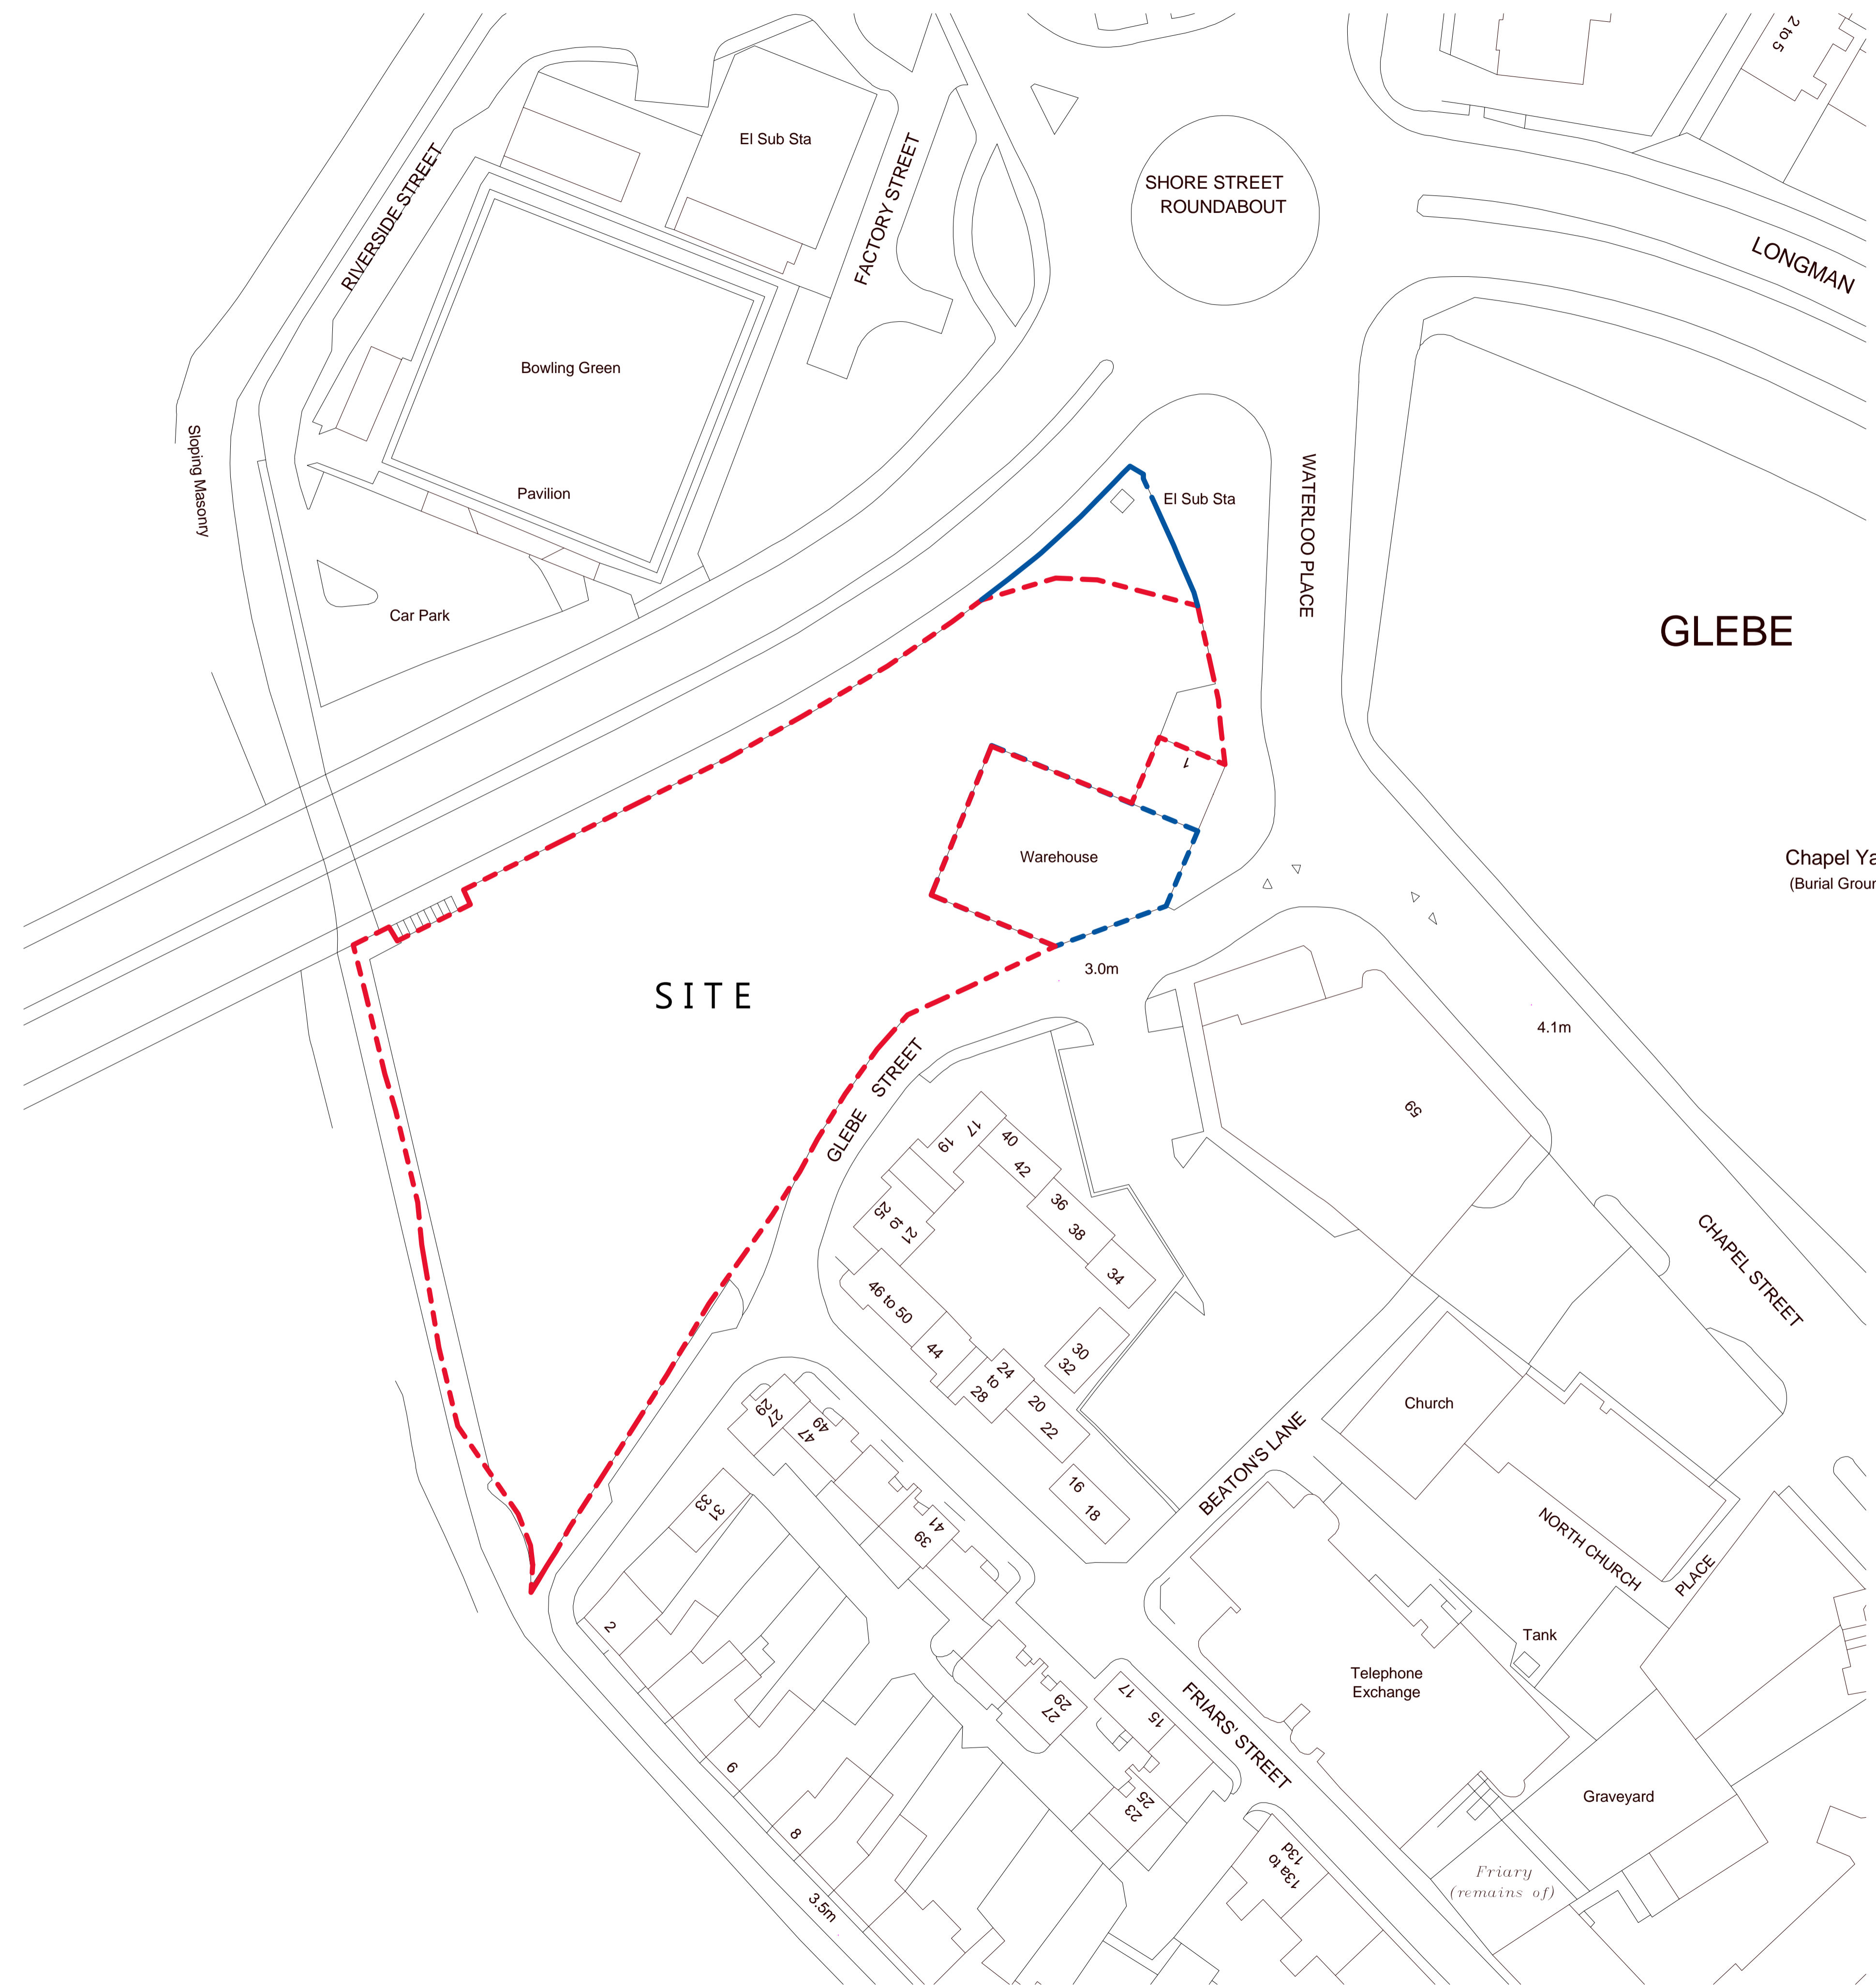 2 to 5
El Sub Sta
SHORE STREET
ROUNDABOUT
RIVERSIDE STREET
FACTORY STREET
LONGMAN
Bowling Green
Sloping Masonry
Pavilion
El Sub Sta
WATERLOO PLACE
Car Park
GLEBE
1
Warehouse
Chapel Ya
(Burial Groun
3.0m
SITE
4.1m
GLEBE STREET
59
17
19
40
42
36
38
21
to
25
34
46 to 50
44
30
32
24
to
28
20
22
16
18
CHAPEL STREET
Church
BEATON'S LANE
27
29
49
47
31
33
41
39
NORTH CHURCH
PLACE
2
Tank
Telephone
Exchange
FRIARS' STREET
29
27
17
15
6
25
23
8
Graveyard
13a to
13d
Friary
(remains of)
3.5m